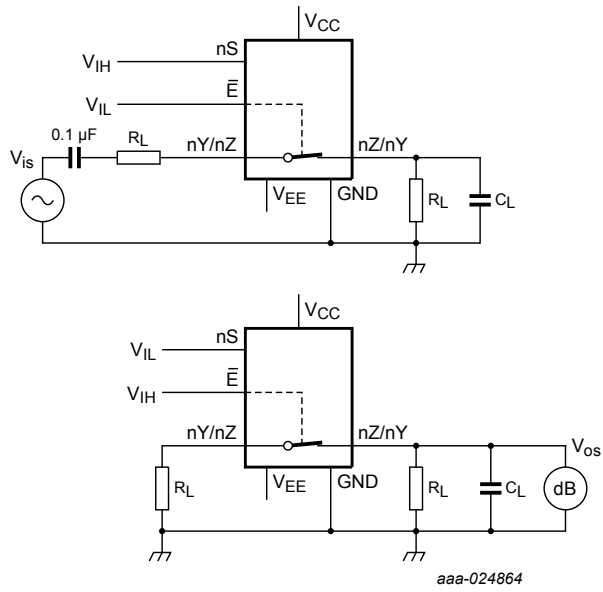 VCC
nS
VIH
E̅
VIL
0.1 μF
RL
nY/nZ
nZ/nY
Vis
VEE
GND
RL
CL
VCC
nS
VIL
E̅
VIH
nY/nZ
nZ/nY
Vos
RL
VEE
GND
RL
CL
dB
aaa-024864